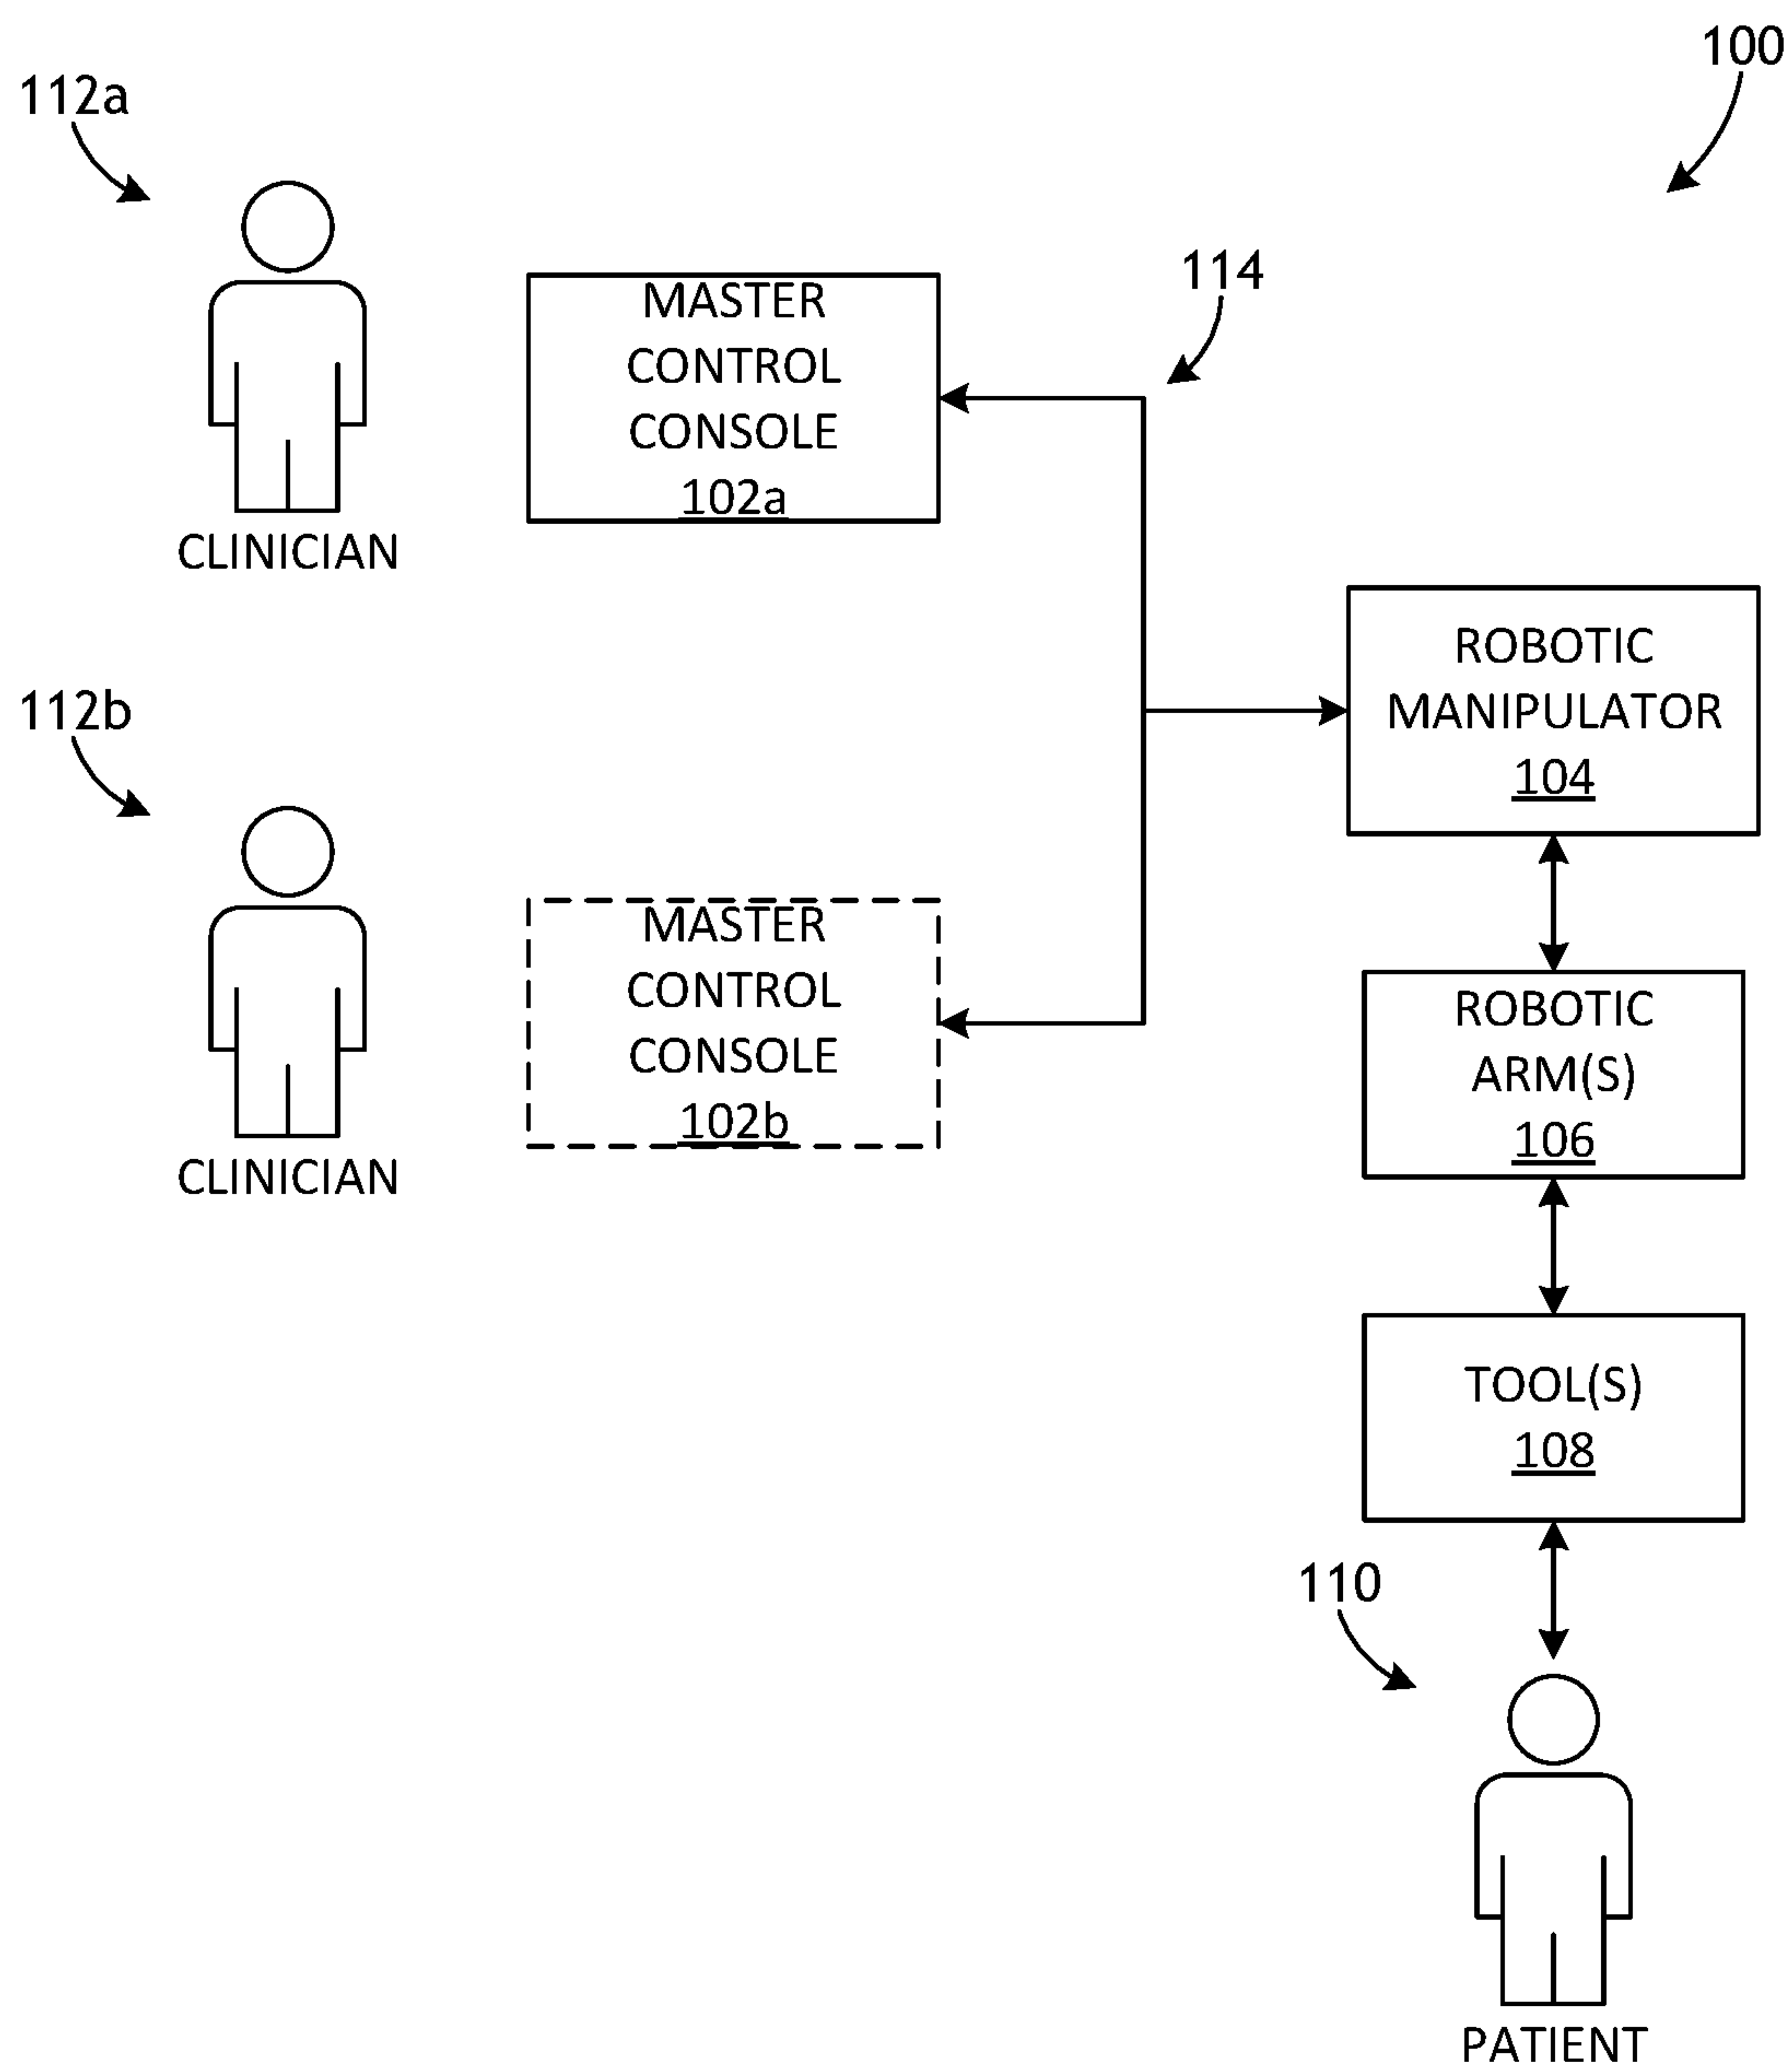 100
112a
114
MASTER
CONTROL
CONSOLE
102a
CLINICIAN
ROBOTIC
MANIPULATOR
104
112b
MASTER
CONTROL
CONSOLE
102b
CLINICIAN
ROBOTIC
ARM(S)
106
TOOL(S)
108
110
PATIENT